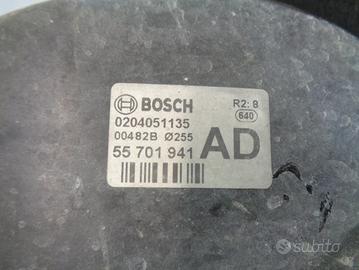 BOSCH R2: 8
0204051135 640
00482B Ø255
55 701 941 AD
subito